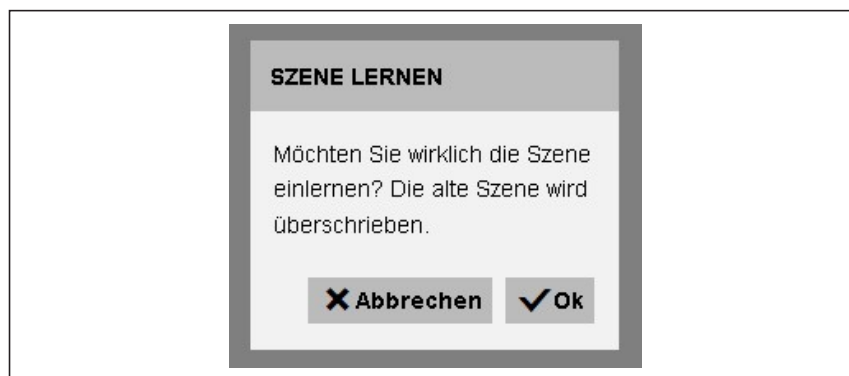 SZENE LERNEN
Möchten Sie wirklich die Szene
einlernen? Die alte Szene wird
überschrieben.
Abbrechen Ok